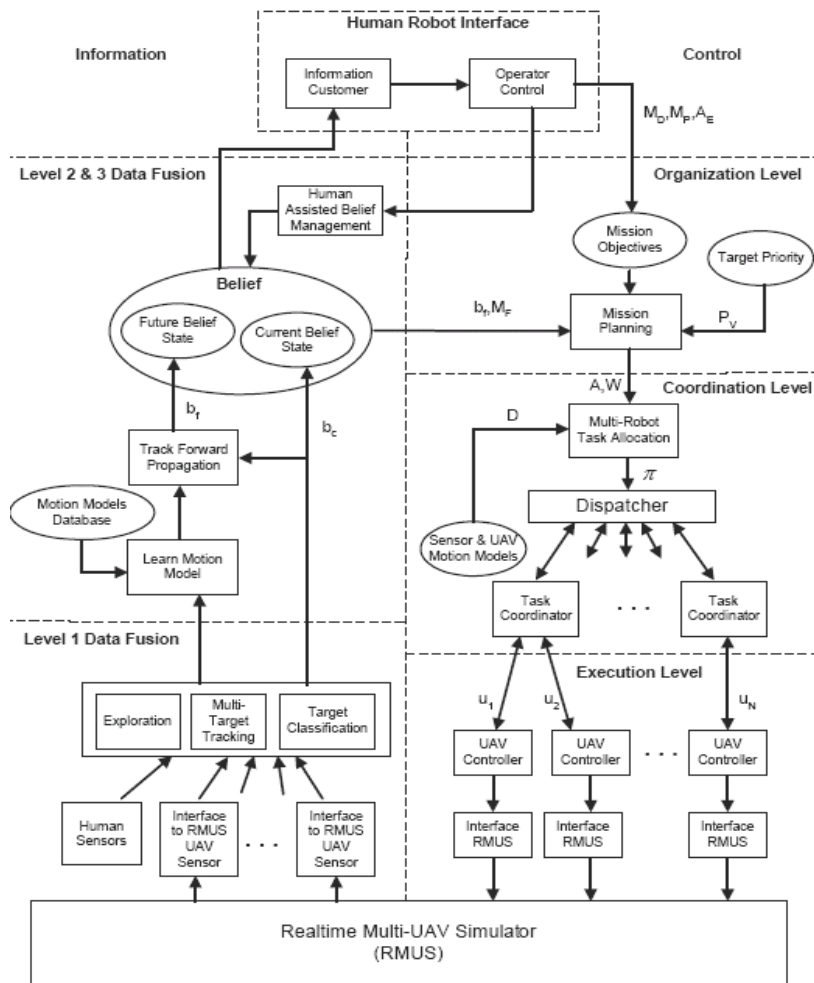 Human Robot Interface
Information
Control
Information
Customer
Operator
Control
M_D,M_P,A_E
Level 2 & 3 Data Fusion
Organization Level
Human
Assisted Belief
Management
Mission
Objectives
Target Priority
Belief
Future Belief
State
Current Belief
State
b_f,M_F
Mission
Planning
P_V
A,W
Coordination Level
b_f
b_c
D
Multi-Robot
Task Allocation
Track Forward
Propagation
π
Dispatcher
Motion Models
Database
Learn Motion
Model
Sensor & UAV
Motion Models
Task
Coordinator
. . .
Task
Coordinator
Level 1 Data Fusion
Execution Level
u_1
u_2
u_N
Exploration
Multi-
Target
Tracking
Target
Classification
UAV
Controller
UAV
Controller
. . .
UAV
Controller
Human
Sensors
Interface
to RMUS
UAV
Sensor
. . .
Interface
to RMUS
UAV
Sensor
Interface
RMUS
Interface
RMUS
Interface
RMUS
Realtime Multi-UAV Simulator
(RMUS)